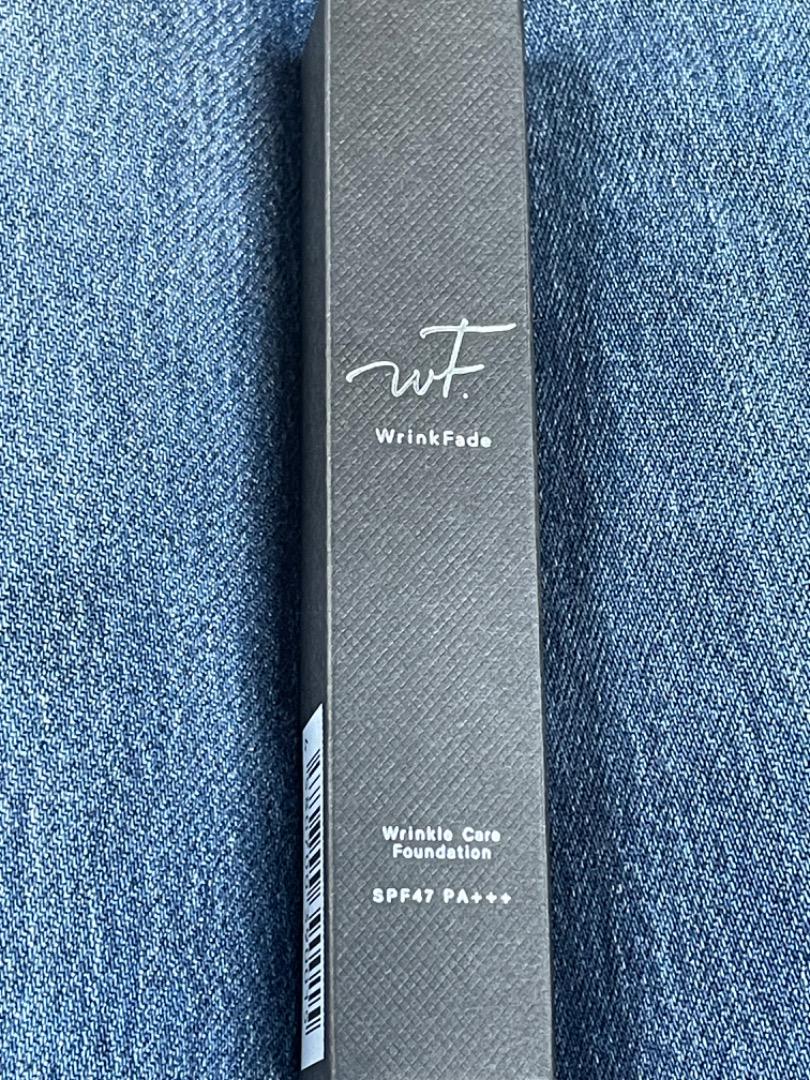 WF.
WrinkFade
Wrinkle Care
Foundation
SPF47 PA+++